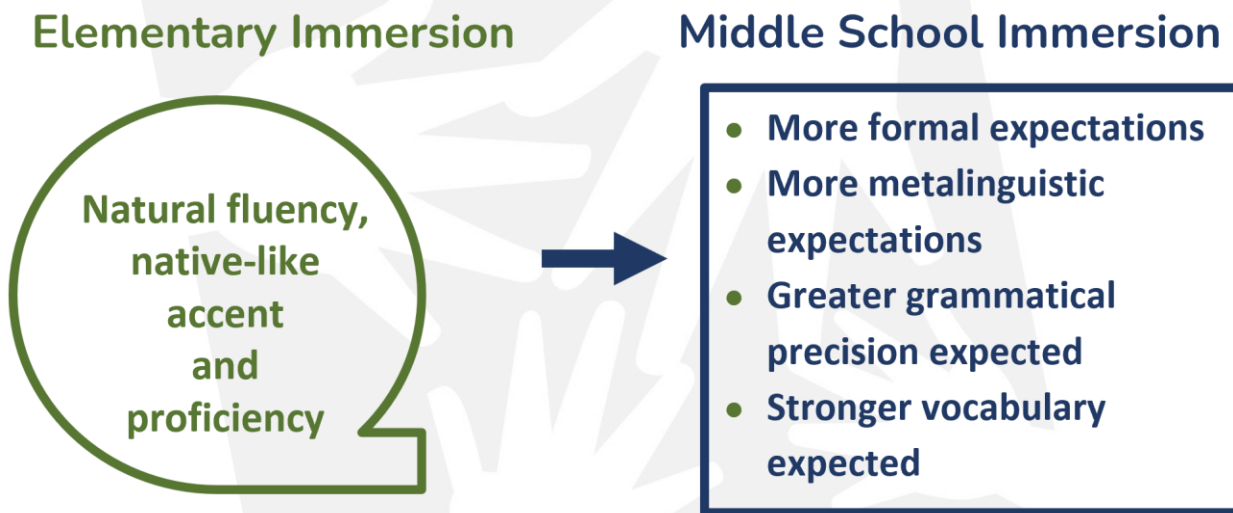 Elementary Immersion
Natural fluency,
native-like
accent
and
proficiency
Middle School Immersion
• More formal expectations
• More metalinguistic
expectations
• Greater grammatical
precision expected
• Stronger vocabulary
expected